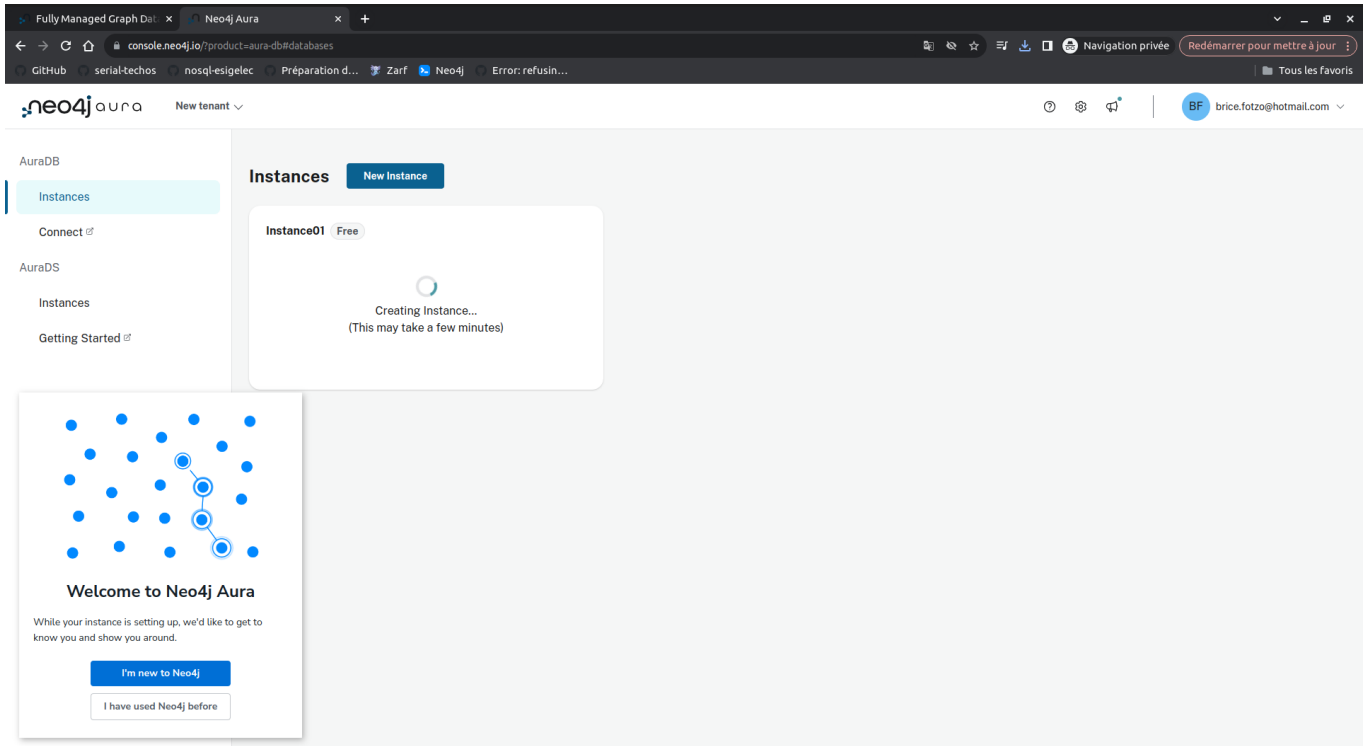 Fully Managed Graph Dat
Neo4j Aura
console.neo4j.io/?product=aura-db#databases
Navigation privée
Redémarrer pour mettre à jour
GitHub
serial-techos
nosql-esigelec
Préparation d...
Zarf
Neo4j
Error: refusin...
Tous les favoris
neo4j aura
New tenant
BF
brice.fotzo@hotmail.com
AuraDB
Instances
Connect
AuraDS
Instances
Getting Started
Instances
New Instance
Instance01
Free
Creating Instance...
(This may take a few minutes)
Welcome to Neo4j Aura
While your instance is setting up, we'd like to get to
know you and show you around.
I'm new to Neo4j
I have used Neo4j before